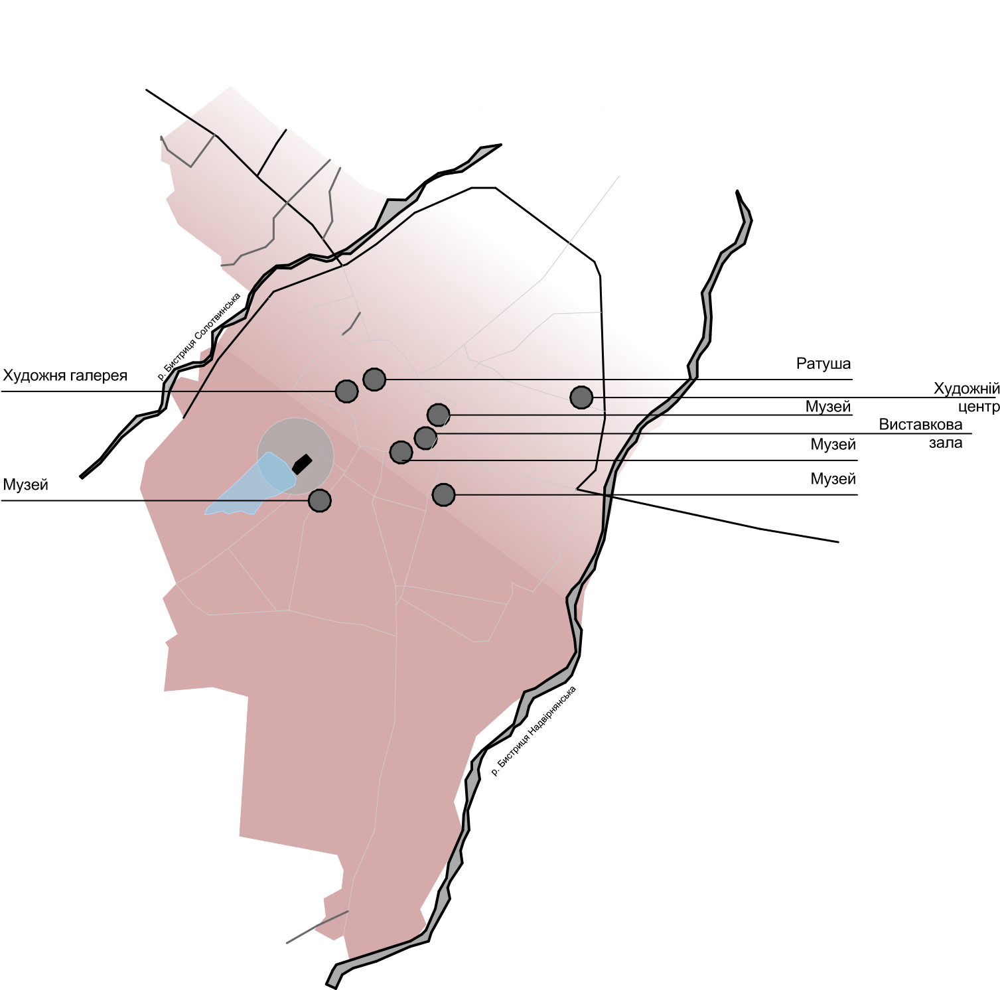 р. Бистриця Солотвинська
Художня галерея
Музей
Ратуша
Художній
центр
Музей
Виставкова
зала
Музей
Музей
р. Бистриця Надвірнянська